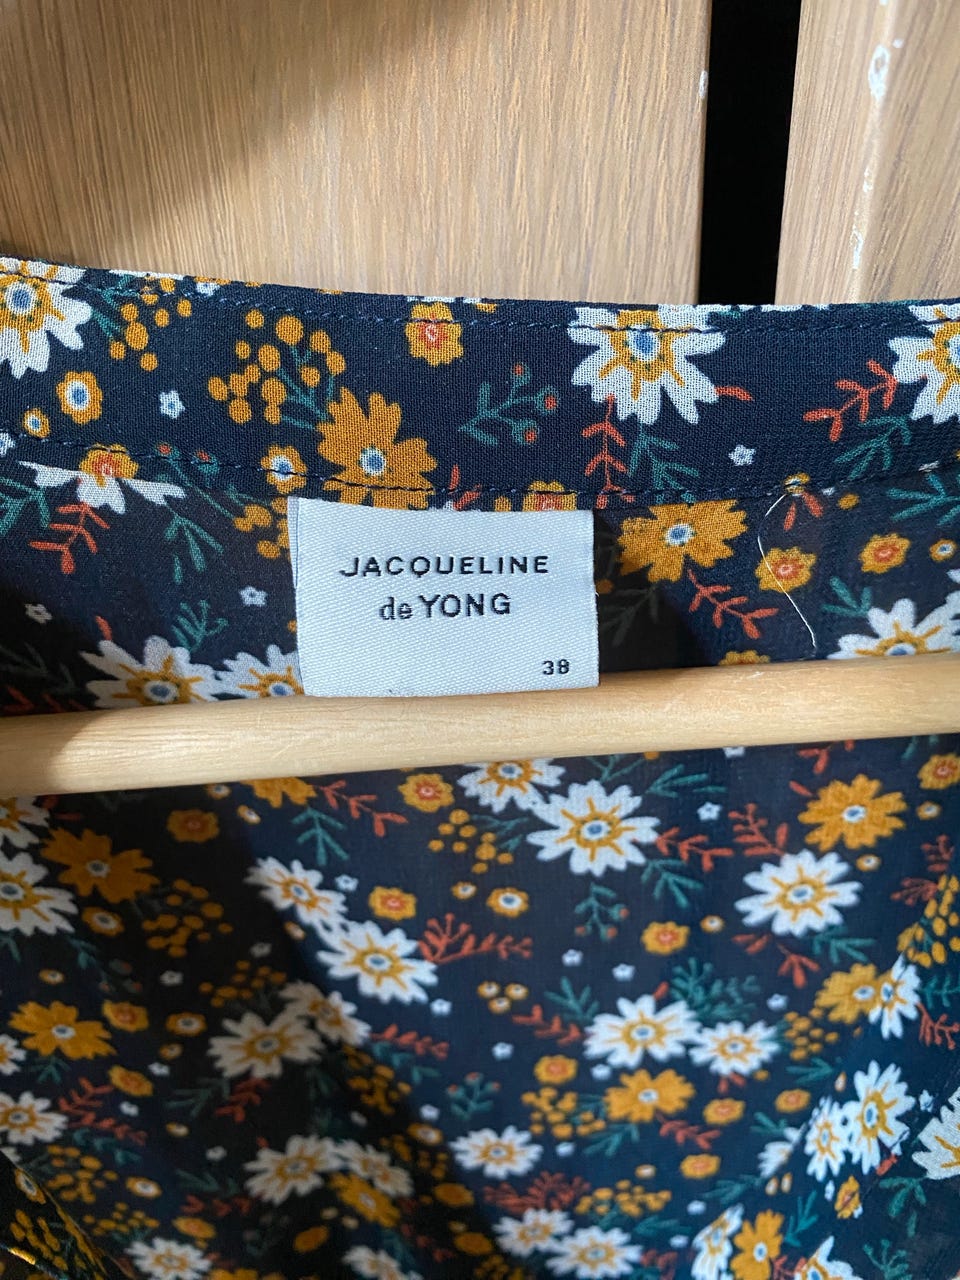 JACQUELINE
de YONG
38